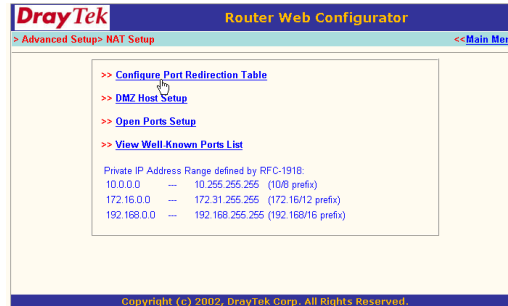 DrayTek Router Web Configurator
> Advanced Setup> NAT Setup <<Main Men
>> Configure Port Redirection Table
>> DMZ Host Setup
>> Open Ports Setup
>> View Well-Known Ports List
Private IP Address Range defined by RFC-1918:
10.0.0.0 --- 10.255.255.255 (10/8 prefix)
172.16.0.0 --- 172.31.255.255 (172.16/12 prefix)
192.168.0.0 --- 192.168.255.255 (192.168/16 prefix)
Copyright (c) 2002, DrayTek Corp. All Rights Reserved.